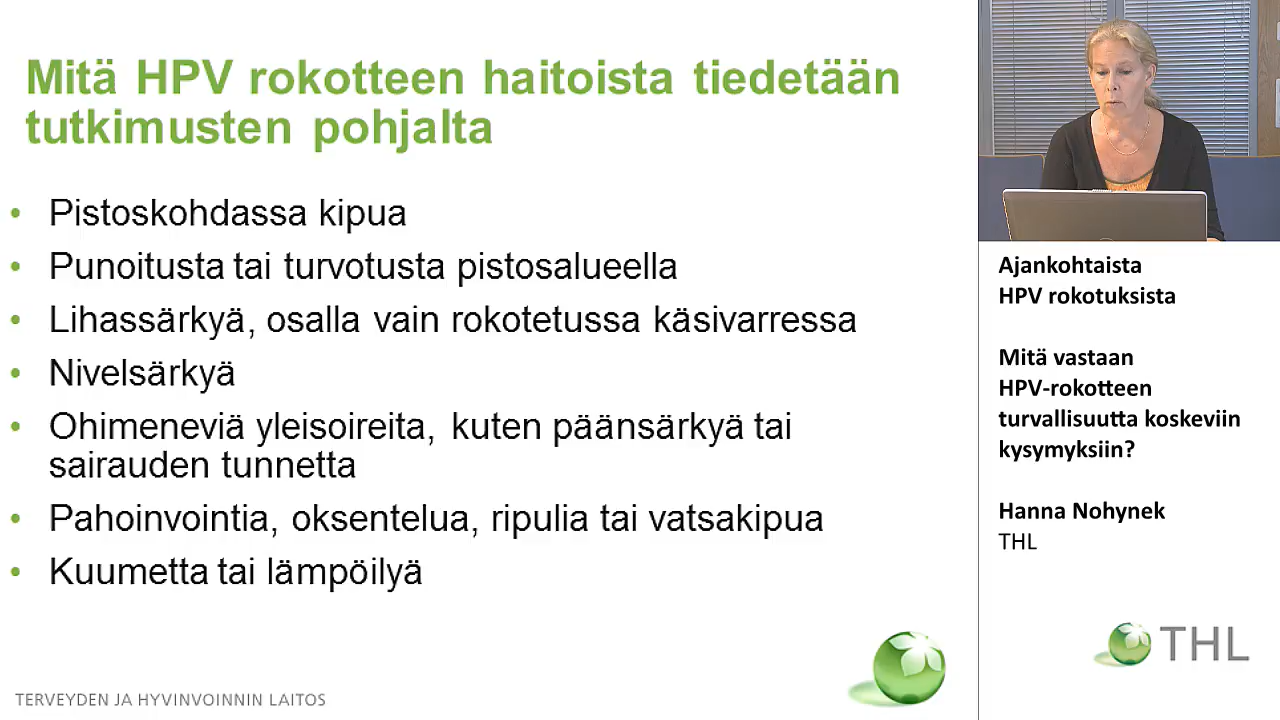 Mitä HPV rokotteen haitoista tiedetään
tutkimusten pohjalta
• Pistoskohdassa kipua
• Punoitusta tai turvotusta pistosalueella
• Lihassärkyä, osalla vain rokotetussa käsivarressa
• Nivelsärkyä
• Ohimeneviä yleisoireita, kuten päänsärkyä tai
sairauden tunnetta
• Pahoinvointia, oksentelua, ripulia tai vatsakipua
• Kuumetta tai lämpöilyä
TERVEYDEN JA HYVINVOINNIN LAITOS
Ajankohtaista
HPV rokotuksista
Mitä vastaan
HPV-rokotteen
turvallisuutta koskeviin
kysymyksiin?
Hanna Nohynek
THL
THL